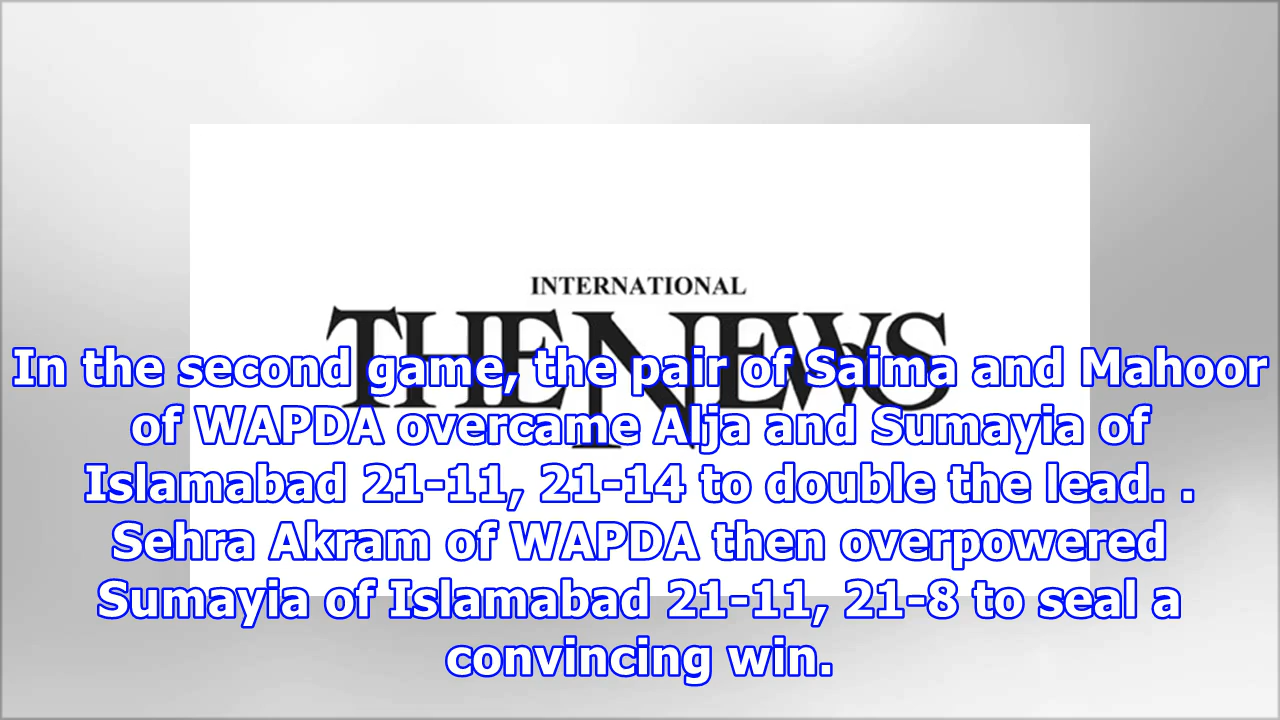 INTERNATIONAL
THE NEWS
In the second game, the pair of Saima and Mahoor
of WAPDA overcame Alja and Sumayia of
Islamabad 21-11, 21-14 to double the lead. .
Sehra Akram of WAPDA then overpowered
Sumayia of Islamabad 21-11, 21-8 to seal a
convincing win.